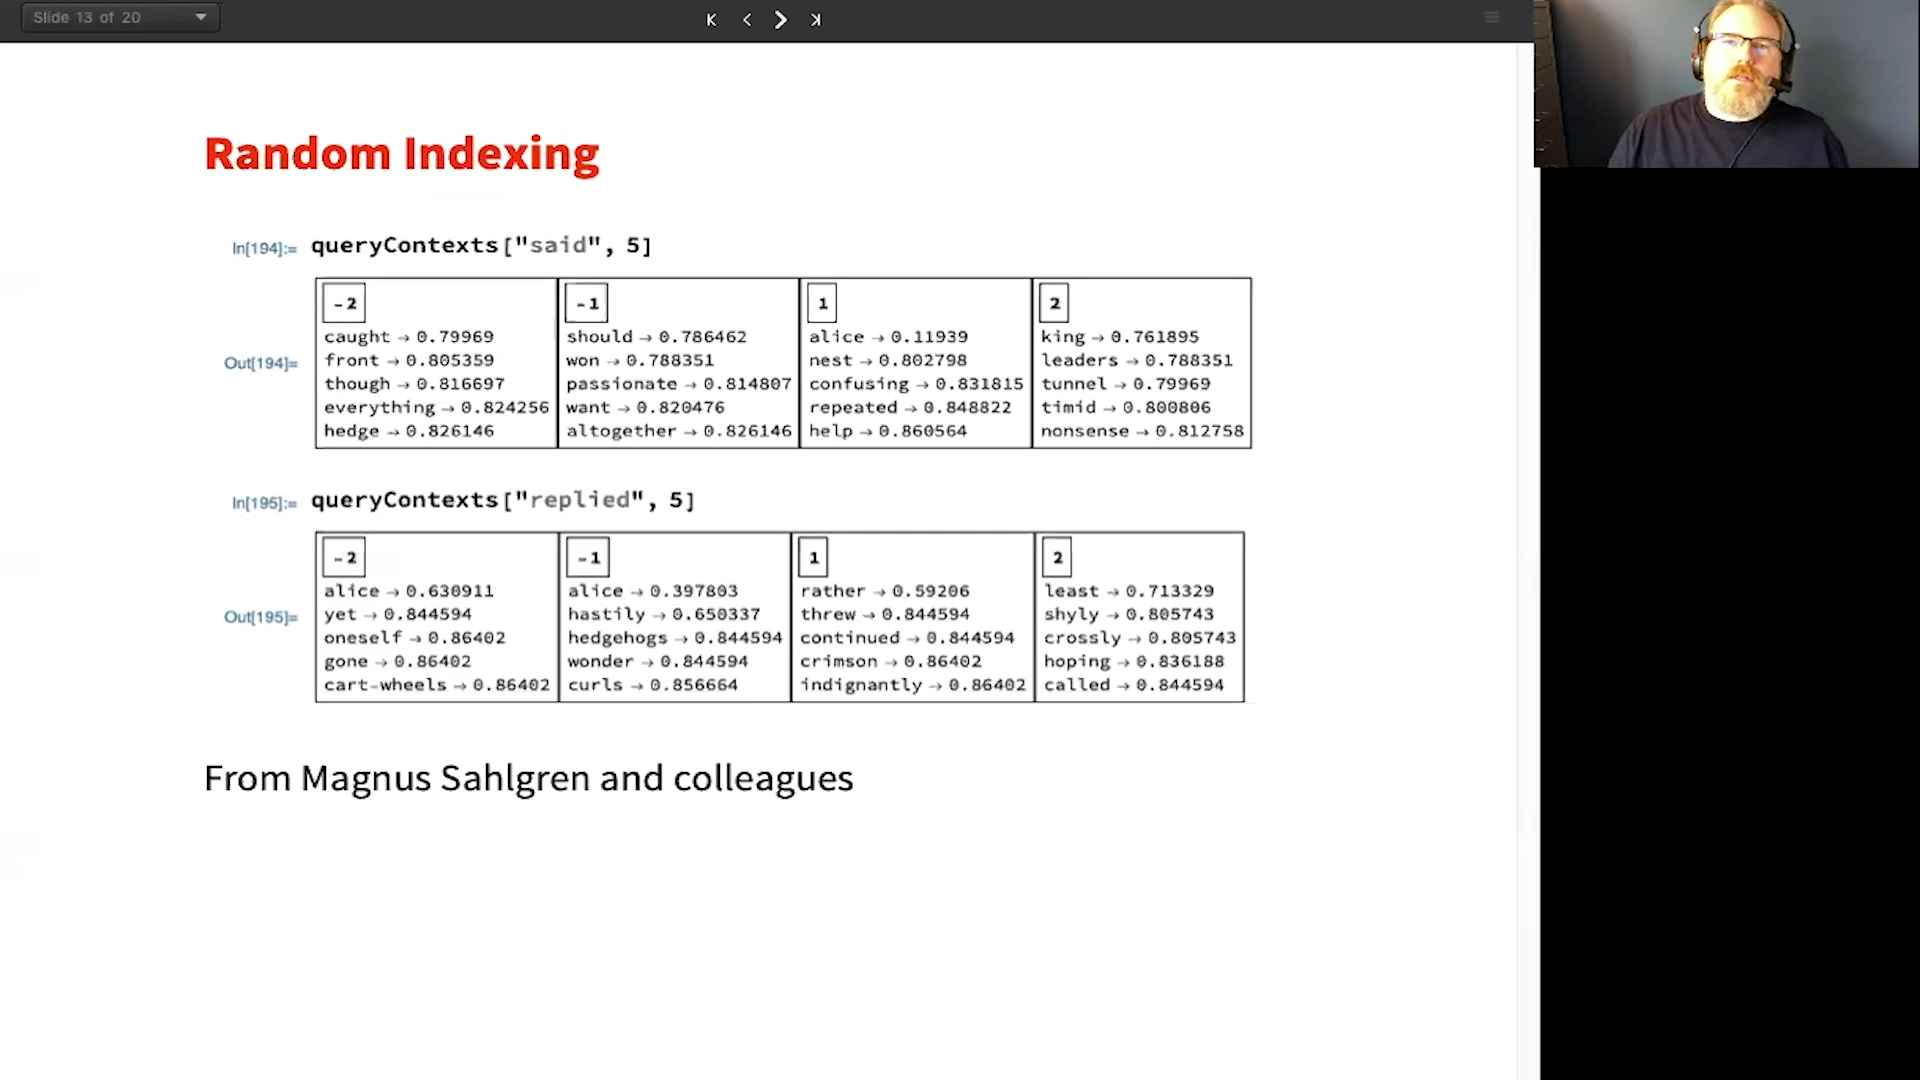 Slide 13 of 20
Random Indexing
In[194]:= queryContexts["said", 5]
Out[194]=
-2
caught → 0.79969
front → 0.805359
though → 0.816697
everything → 0.824256
hedge → 0.826146
-1
should → 0.786462
won → 0.788351
passionate → 0.814807
want → 0.820476
altogether → 0.826146
1
alice → 0.11939
nest → 0.802798
confusing → 0.831815
repeated → 0.848822
help → 0.860564
2
king → 0.761895
leaders → 0.788351
tunnel → 0.79969
timid → 0.800806
nonsense → 0.812758
In[195]:= queryContexts["replied", 5]
Out[195]=
-2
alice → 0.630911
yet → 0.844594
oneself → 0.86402
gone → 0.86402
cart-wheels → 0.86402
-1
alice → 0.397803
hastily → 0.650337
hedgehogs → 0.844594
wonder → 0.844594
curls → 0.856664
1
rather → 0.59206
threw → 0.844594
continued → 0.844594
crimson → 0.86402
indignantly → 0.86402
2
least → 0.713329
shyly → 0.805743
crossly → 0.805743
hoping → 0.836188
called → 0.844594
From Magnus Sahlgren and colleagues